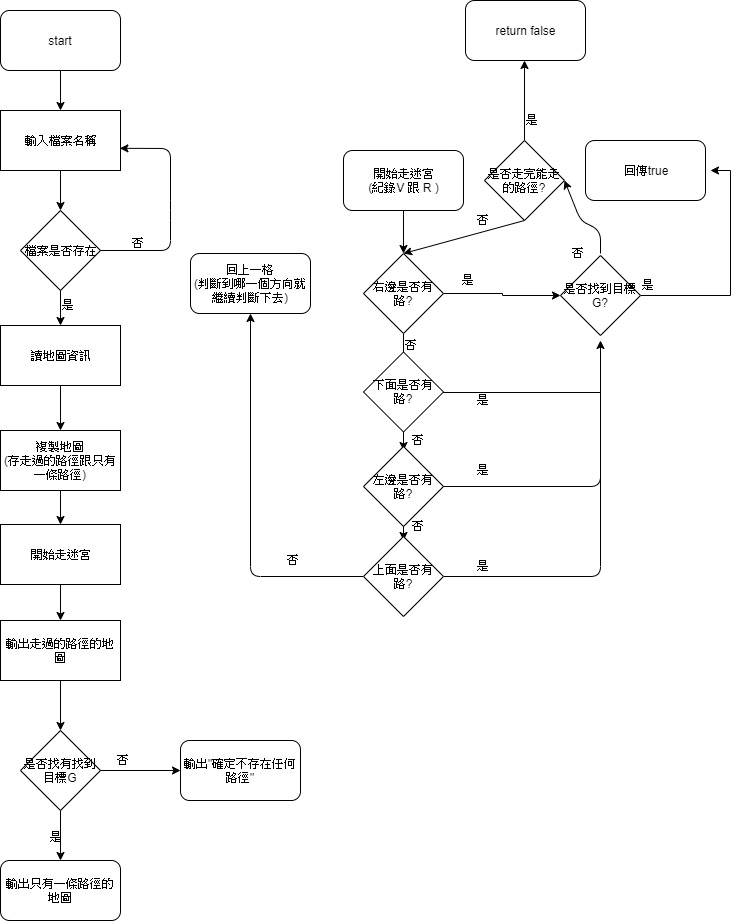 start
輸入檔案名稱
檔案是否存在
否
是
讀地圖資訊
複製地圖
(存走過的路徑跟只有
一條路徑)
開始走迷宮
輸出走過的路徑的地
圖
是否找有找到
目標G
否
輸出"確定不存在任何
路徑"
是
輸出只有一條路徑的
地圖
return false
是
是否走完能走
的路徑?
否
開始走迷宮
(紀錄V 跟 R )
回傳true
右邊是否有
路?
是
是否找到目標
G?
否
是
否
下面是否有
路?
是
否
左邊是否有
路?
是
否
上面是否有
路?
是
否
回上一格
(判斷到哪一個方向就
繼續判斷下去)